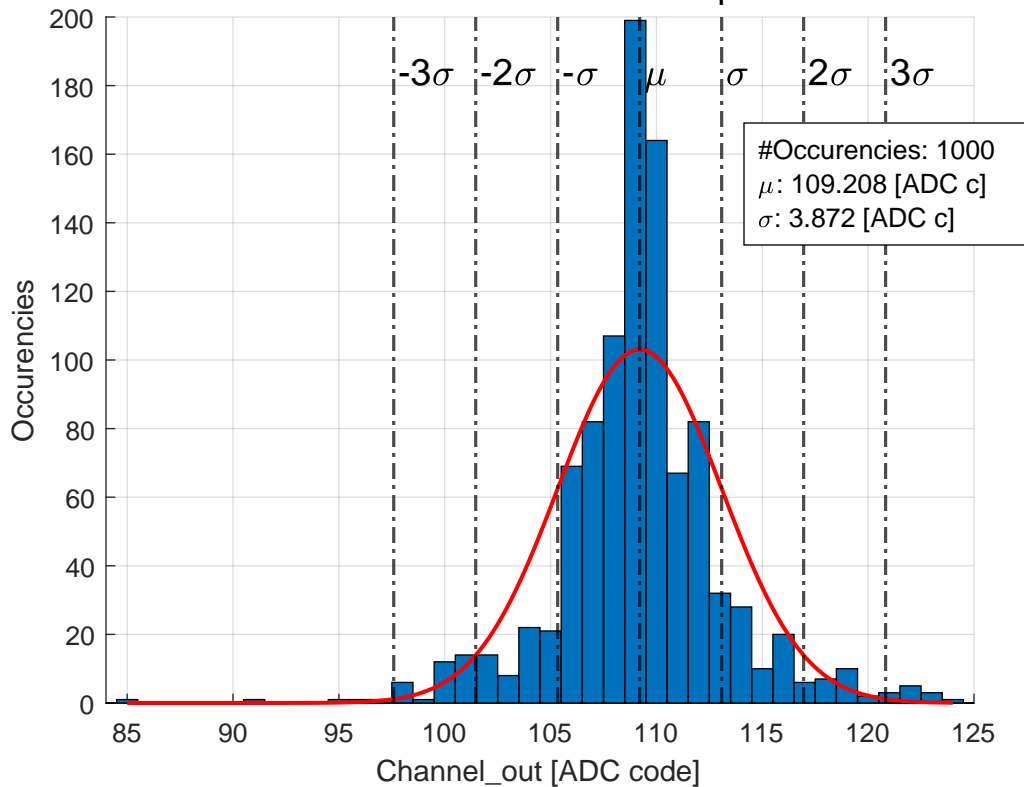 200
180
160
140
120
100
80
60
40
20
0
Occurencies
-3σ -2σ -σ μ σ 2σ 3σ
#Occurencies: 1000
μ: 109.208 [ADC c]
σ: 3.872 [ADC c]
85 90 95 100 105 110 115 120 125
Channel_out [ADC code]